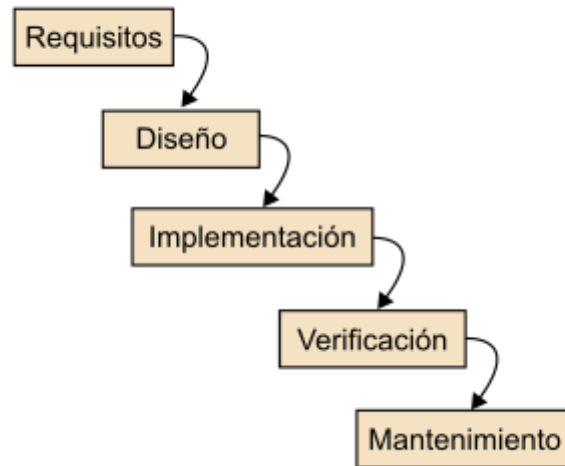 Requisitos
Diseño
Implementación
Verificación
Mantenimiento